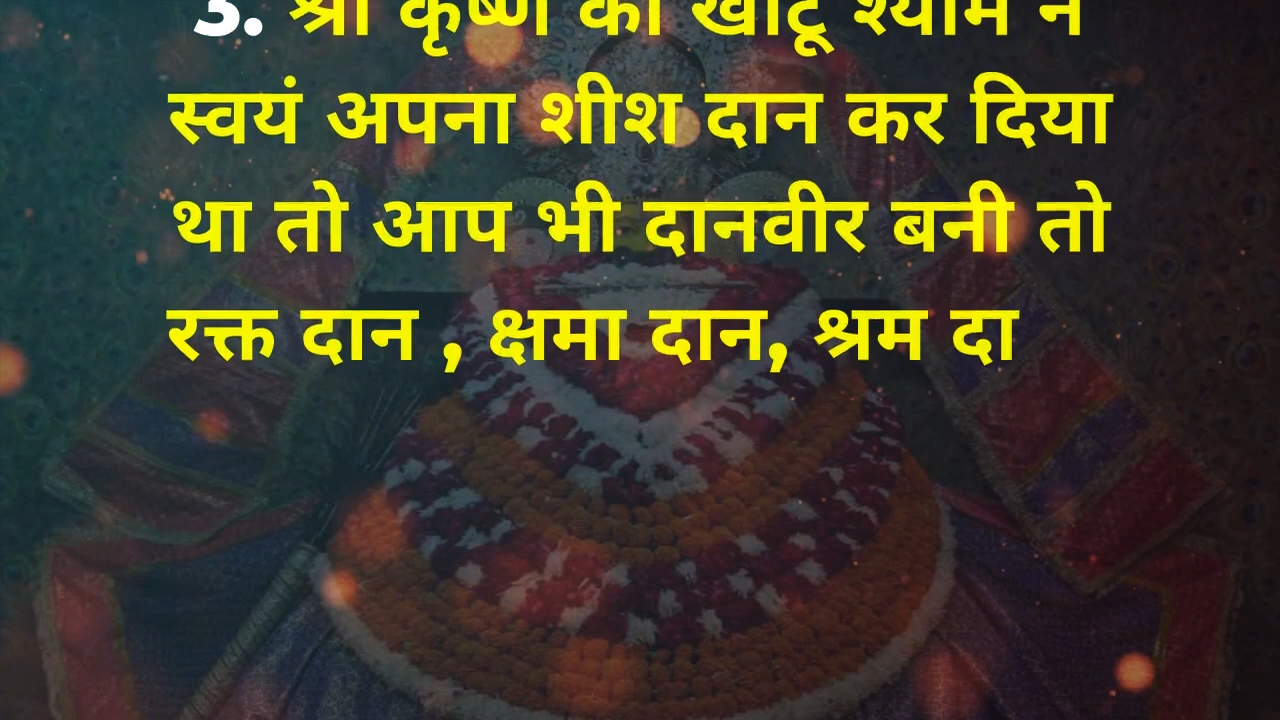 3. श्री कृष्ण को खाटू श्याम ने
स्वयं अपना शीश दान कर दिया
था तो आप भी दानवीर बनी तो
रक्त दान , क्षमा दान, श्रम दा